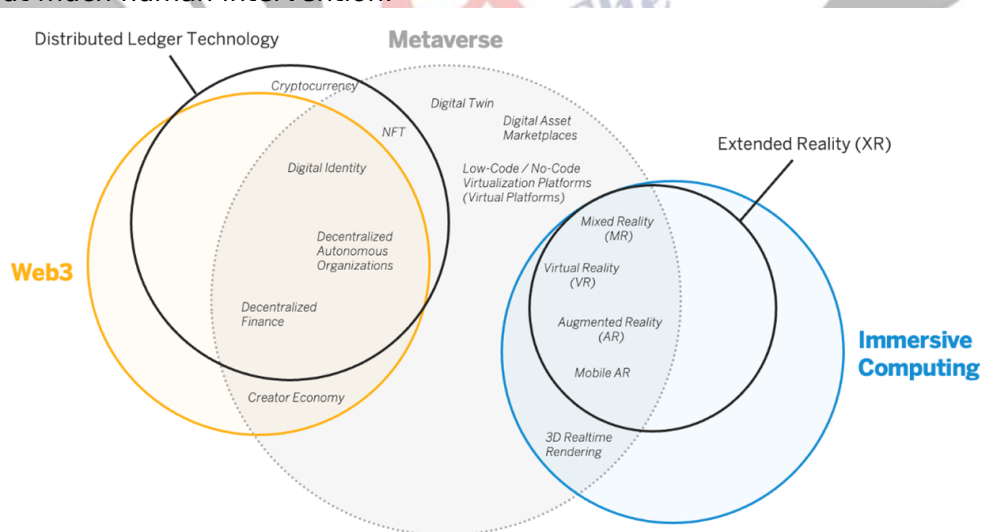 Distributed Ledger Technology
Metaverse
Cryptocurrency
Digital Twin
NFT
Digital Asset
Marketplaces
Extended Reality (XR)
Digital Identity
Low-Code / No-Code
Virtualization Platforms
(Virtual Platforms)
Mixed Reality
(MR)
Decentralized
Autonomous
Organizations
Web3
Virtual Reality
(VR)
Decentralized
Finance
Augmented Reality
(AR)
Immersive
Computing
Mobile AR
Creator Economy
3D Realtime
Rendering